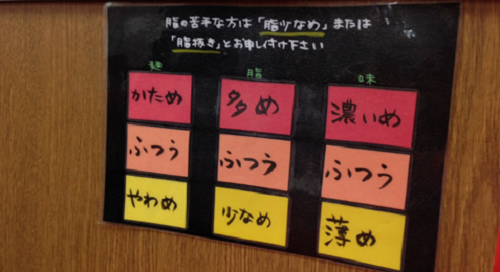 脂の苦手な方は「脂少なめ」または
「脂抜き」とお申しつけ下さい
麺 脂 味
かため 多め 濃いめ
ふつう ふつう ふつう
やわめ 少なめ 薄め